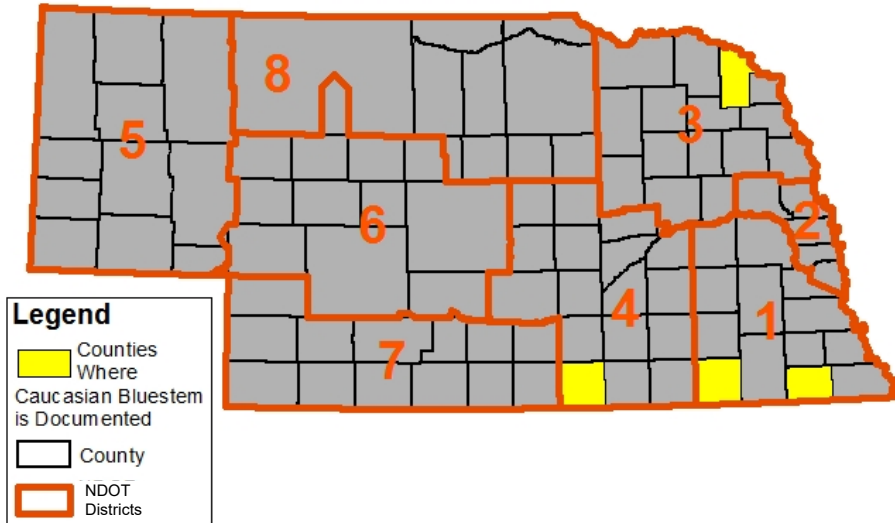 8
5
3
6
2
4
1
7
Legend
Counties
Where
Caucasian Bluestem
is Documented
County
NDOT
Districts